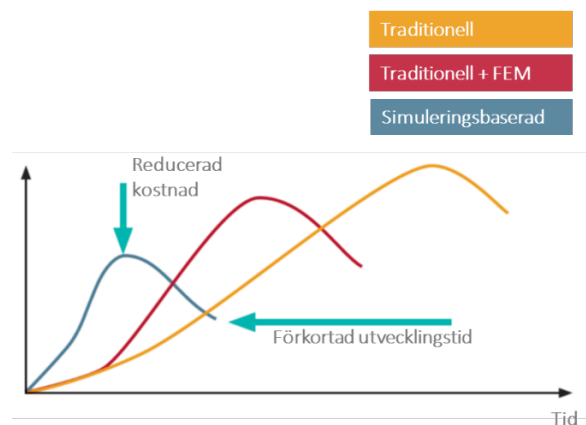 Traditionell
Traditionell + FEM
Simuleringsbaserad
Reducerad
kostnad
Förkortad utvecklingstid
Tid